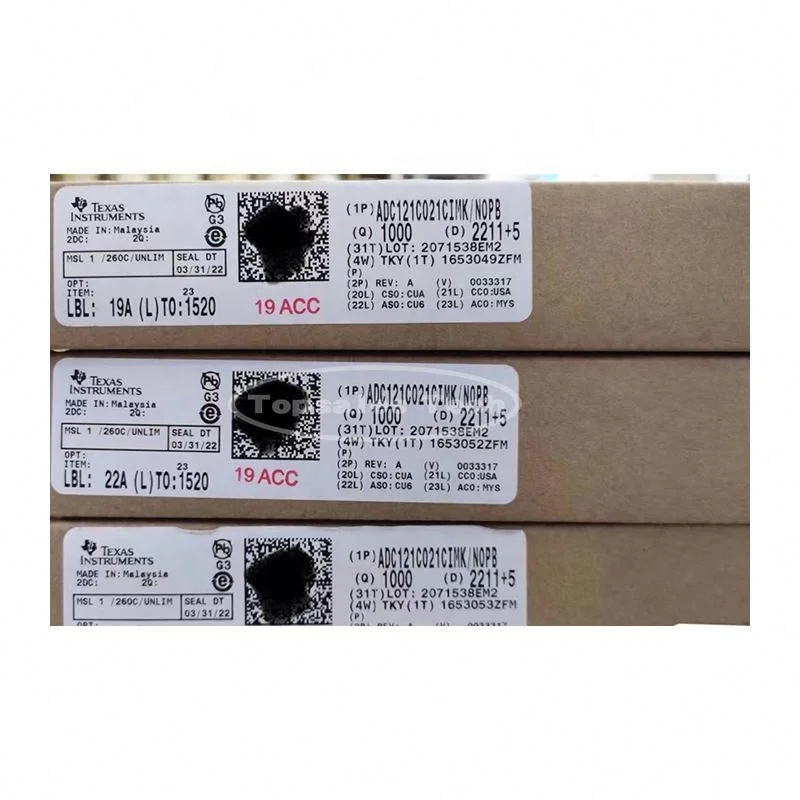 TEXAS
INSTRUMENTS
MADE IN: Malaysia
2DC: 2Q:
Pb
G3
e
MSL 1 /260C/UNLIM
SEAL DT
03/31/22
OPT:
ITEM: 23
LBL: 19A (L)TO:1520
19 ACC
(1P) ADC121C021CIMK/NOPB
(Q) 1000 (D) 2211+5
(31T) LOT: 2071538EM2
(4W) TKY(1T) 1653049ZFM
(P)
(2P) REV: A (V) 0033317
(20L) CSO:CUA (21L) CCO:USA
(22L) ASO:CU6 (23L) ACO:MYS
TEXAS
INSTRUMENTS
MADE IN: Malaysia
2DC: 2Q:
Pb
G3
e
MSL 1 /260C/UNLIM
SEAL DT
03/31/22
OPT:
ITEM: 23
LBL: 22A (L)TO:1520
19 ACC
(1P) ADC121C021CIMK/NOPB
(Q) 1000 (D) 2211+5
(31T) LOT: 2071538EM2
(4W) TKY(1T) 1653052ZFM
(P)
(2P) REV: A (V) 0033317
(20L) CSO:CUA (21L) CCO:USA
(22L) ASO:CU6 (23L) ACO:MYS
TEXAS
INSTRUMENTS
MADE IN: Malaysia
2DC: 2Q:
Pb
G3
e
MSL 1 /260C/UNLIM
SEAL DT
03/31/22
OPT:
(1P) ADC121C021CIMK/NOPB
(Q) 1000 (D) 2211+5
(31T) LOT: 2071538EM2
(4W) TKY(1T) 1653053ZFM
(P)
(2P) REV: A (V) 0033317